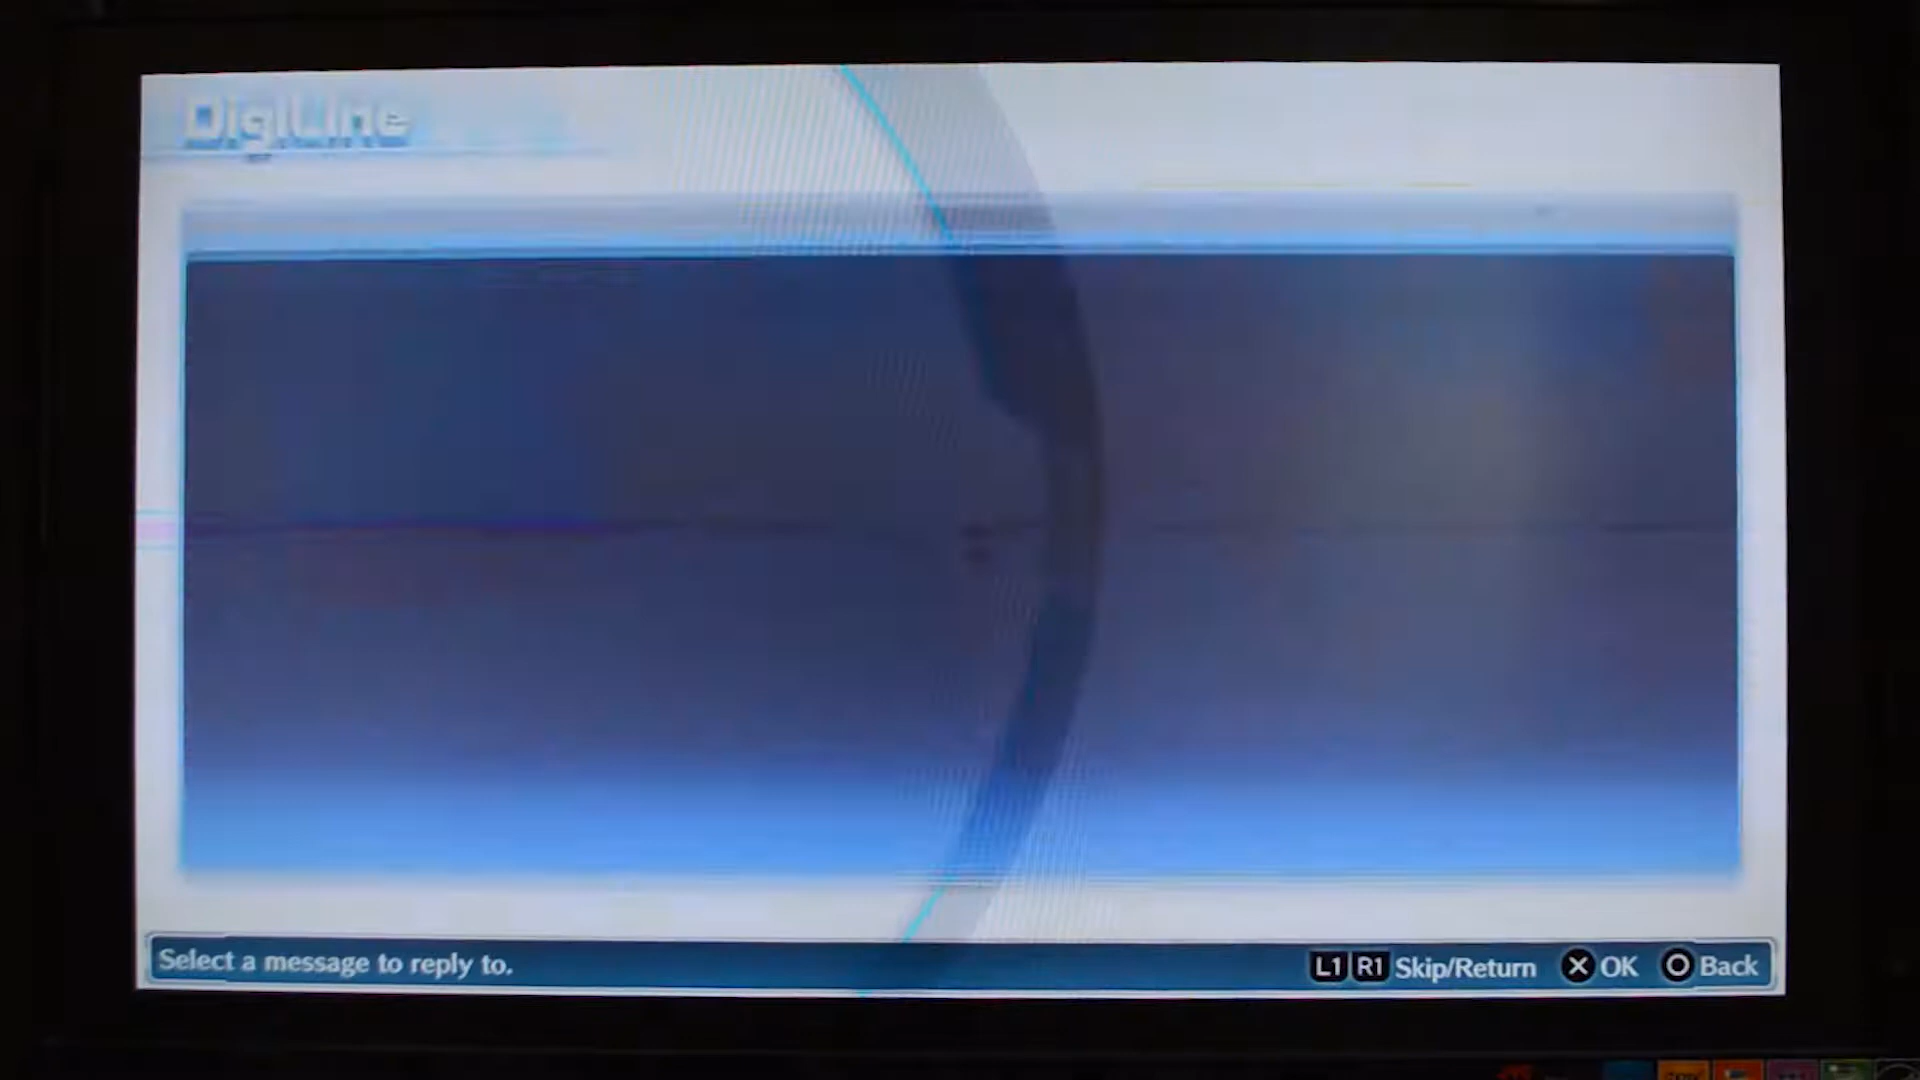 DigiLine
Select a message to reply to.
L1 R1 Skip/Return OK Back